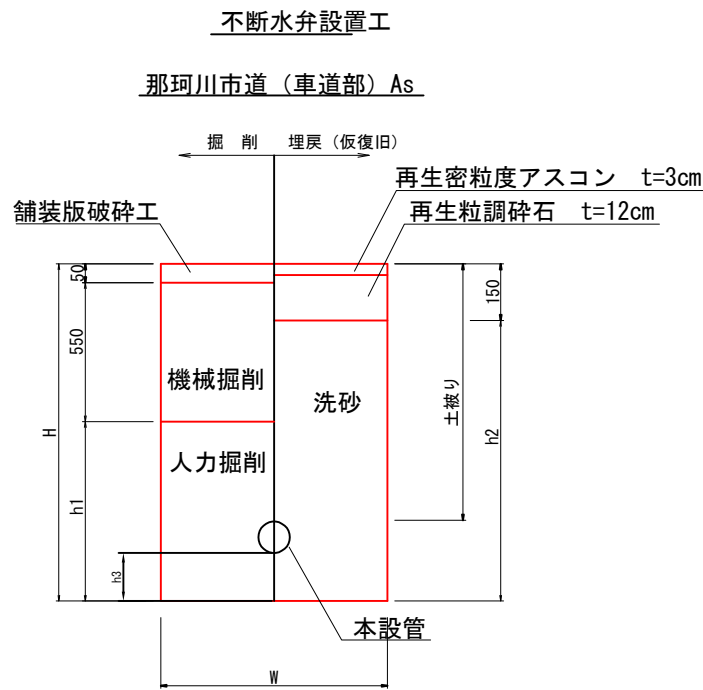 不断水弁設置工
那珂川市道（車道部）As
掘　削　埋戻（仮復旧）
再生密粒度アスコン　t=3cm
舗装版破砕工
再生粒調砕石　t=12cm
50
150
550
機械掘削
洗砂
土被り
H
h2
人力掘削
h1
h3
本設管
W